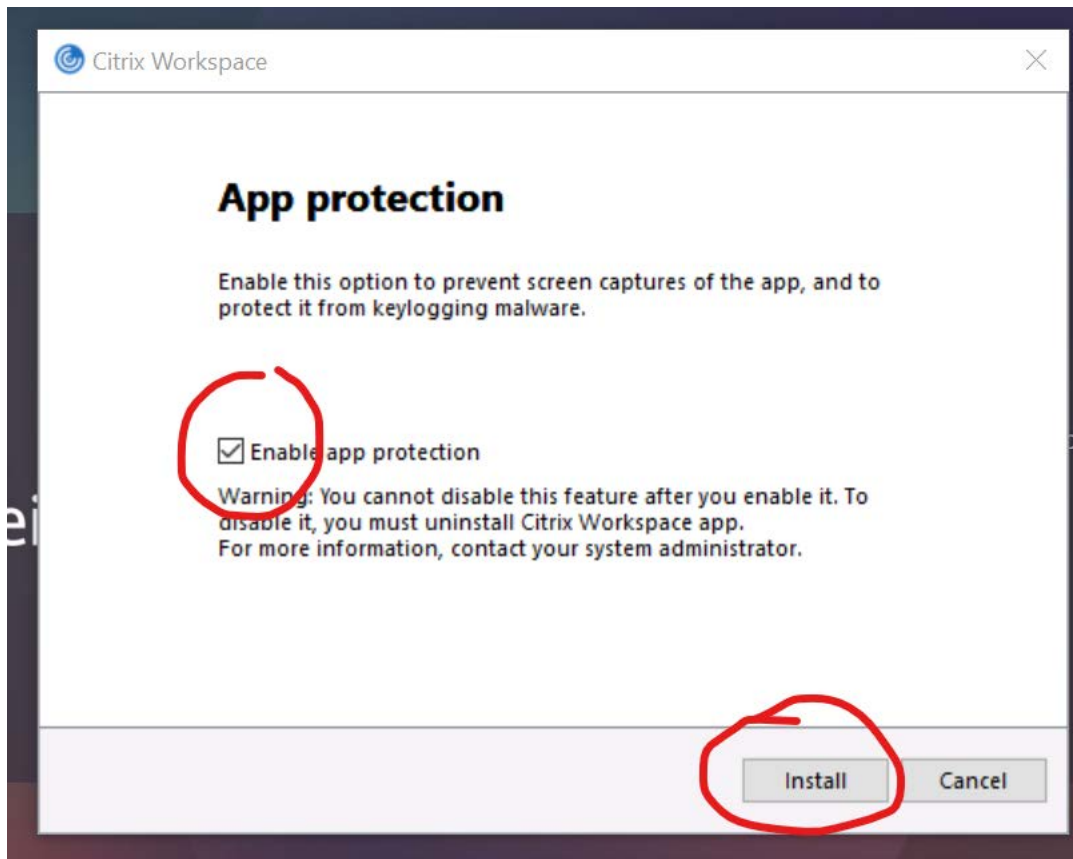 Citrix Workspace
App protection
Enable this option to prevent screen captures of the app, and to
protect it from keylogging malware.
Enable app protection
Warning: You cannot disable this feature after you enable it. To
disable it, you must uninstall Citrix Workspace app.
For more information, contact your system administrator.
ei
Install Cancel